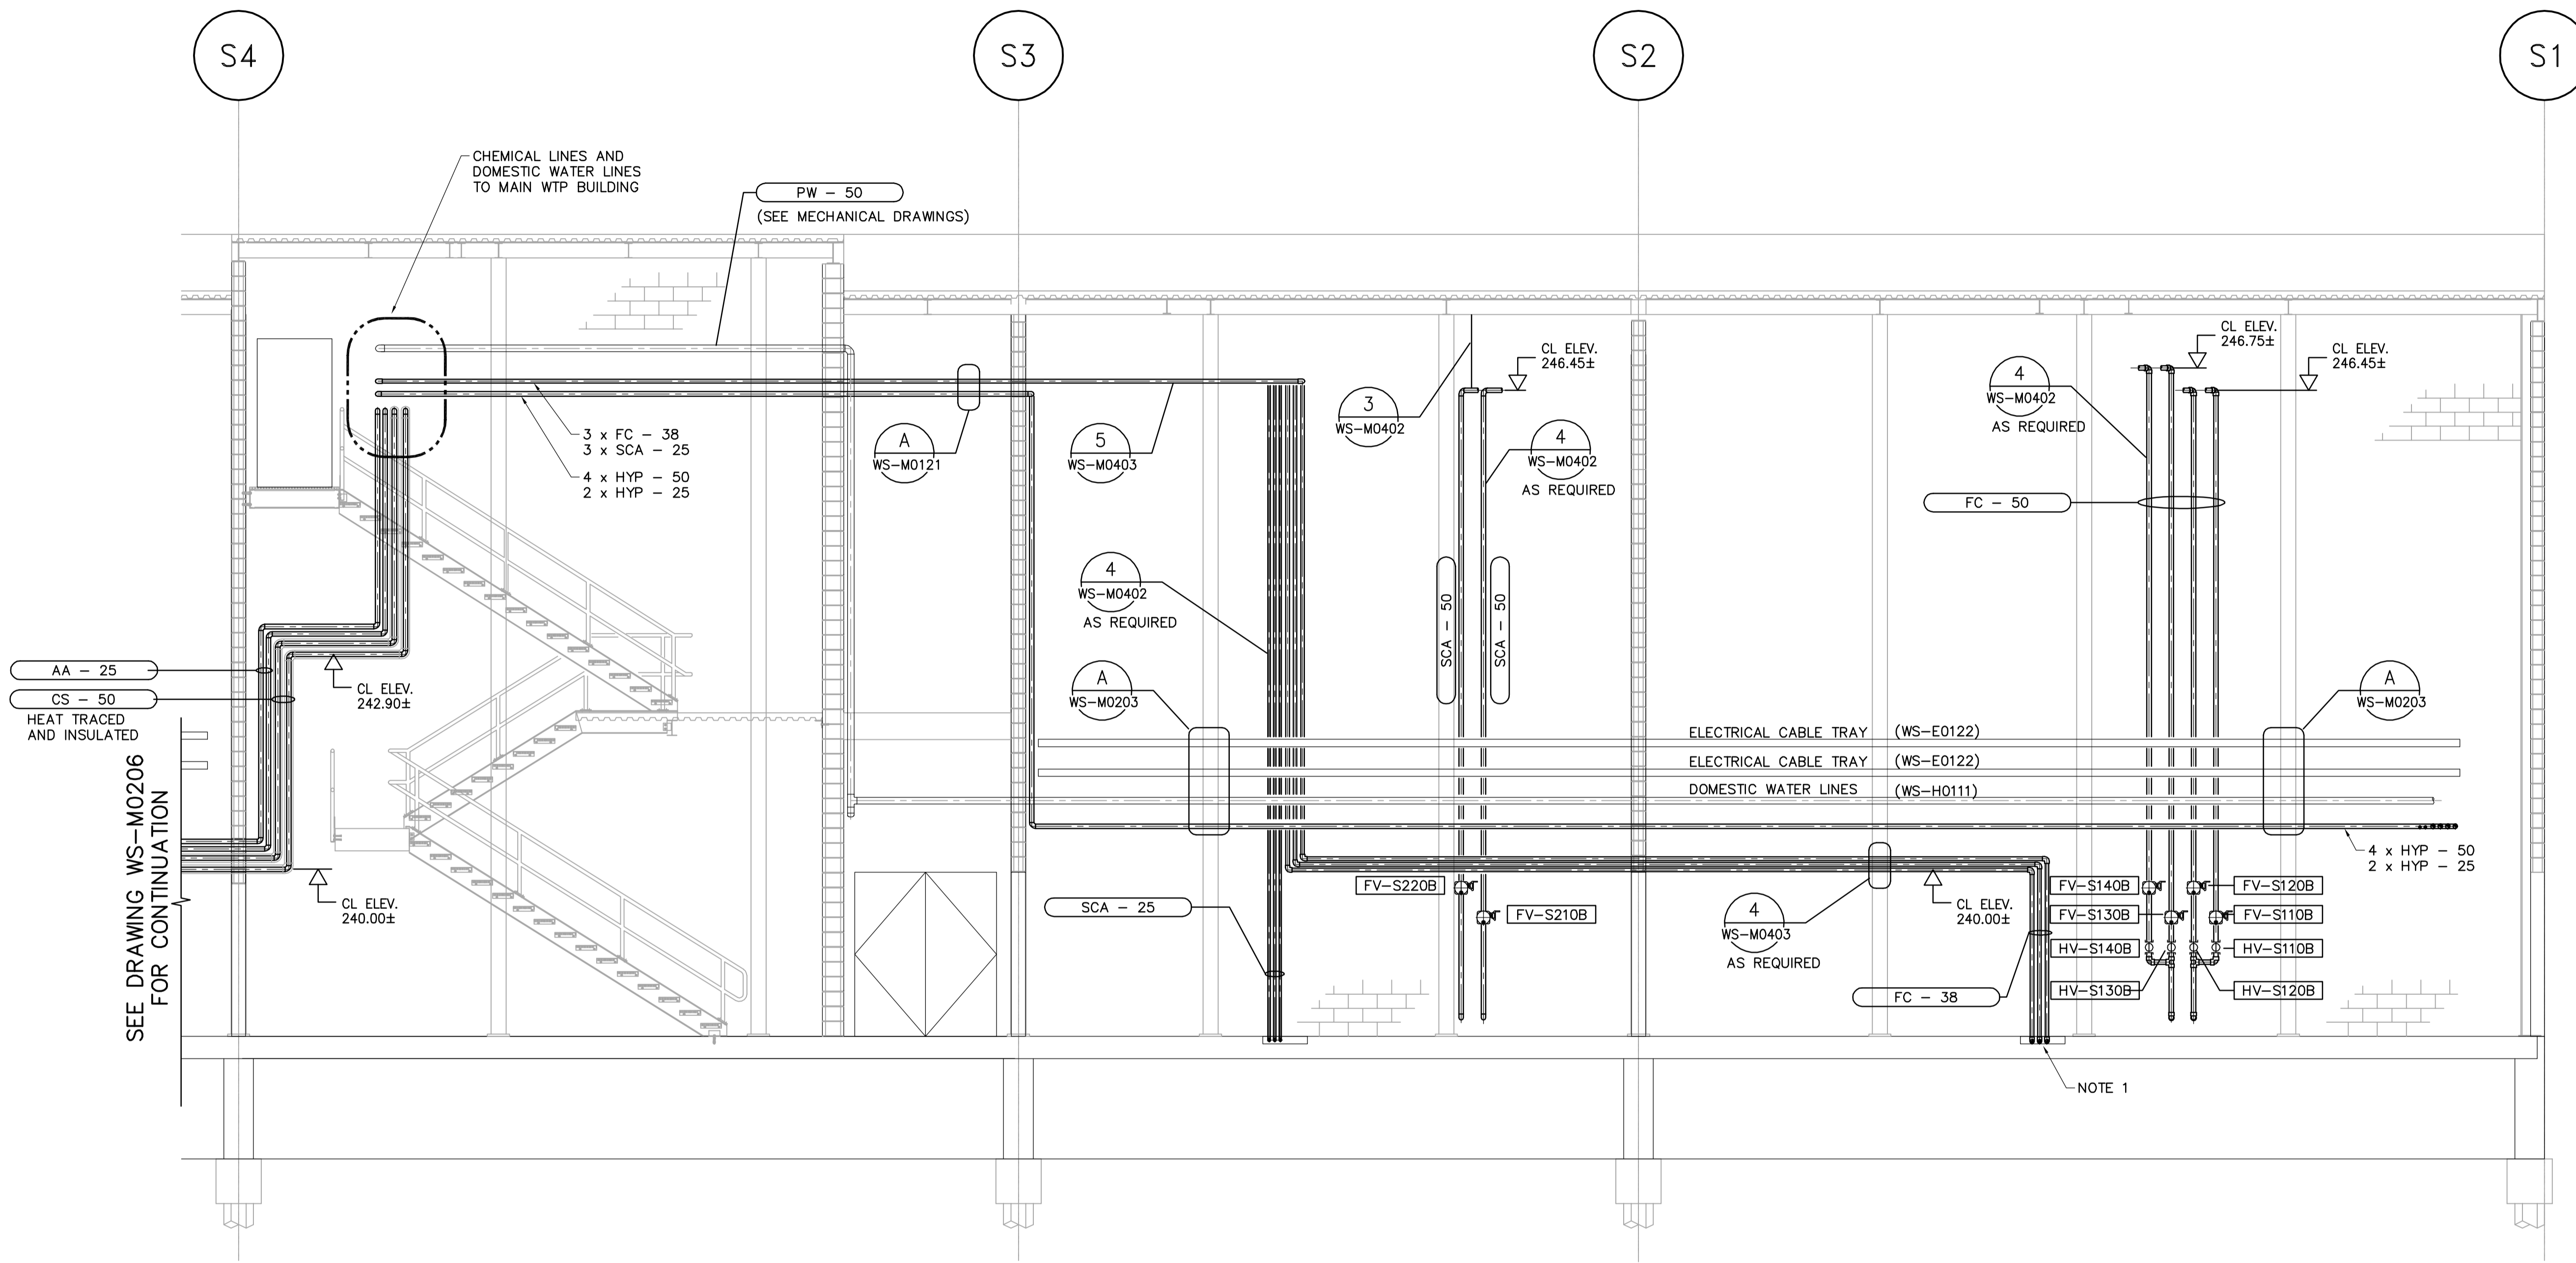 S4
S3
S2
S1
CHEMICAL LINES AND
DOMESTIC WATER LINES
TO MAIN WTP BUILDING
PW - 50
(SEE MECHANICAL DRAWINGS)
3 x FC - 38
3 x SCA - 25
4 x HYP - 50
2 x HYP - 25
A
WS-M0121
5
WS-M0403
3
WS-M0402
CL ELEV.
246.45±
4
WS-M0402
AS REQUIRED
4
WS-M0402
AS REQUIRED
CL ELEV.
246.75±
CL ELEV.
246.45±
FC - 50
4
WS-M0402
AS REQUIRED
SCA - 50
SCA - 50
AA - 25
CS - 50
HEAT TRACED
AND INSULATED
CL ELEV.
242.90±
A
WS-M0203
A
WS-M0203
ELECTRICAL CABLE TRAY (WS-E0122)
ELECTRICAL CABLE TRAY (WS-E0122)
DOMESTIC WATER LINES (WS-H0111)
SEE DRAWING WS-M0206
FOR CONTINUATION
CL ELEV.
240.00±
4 x HYP - 50
2 x HYP - 25
FV-S220B
FV-S210B
SCA - 25
4
WS-M0403
AS REQUIRED
CL ELEV.
240.00±
FC - 38
FV-S140B
FV-S120B
FV-S130B
FV-S110B
HV-S140B
HV-S110B
HV-S130B
HV-S120B
NOTE 1